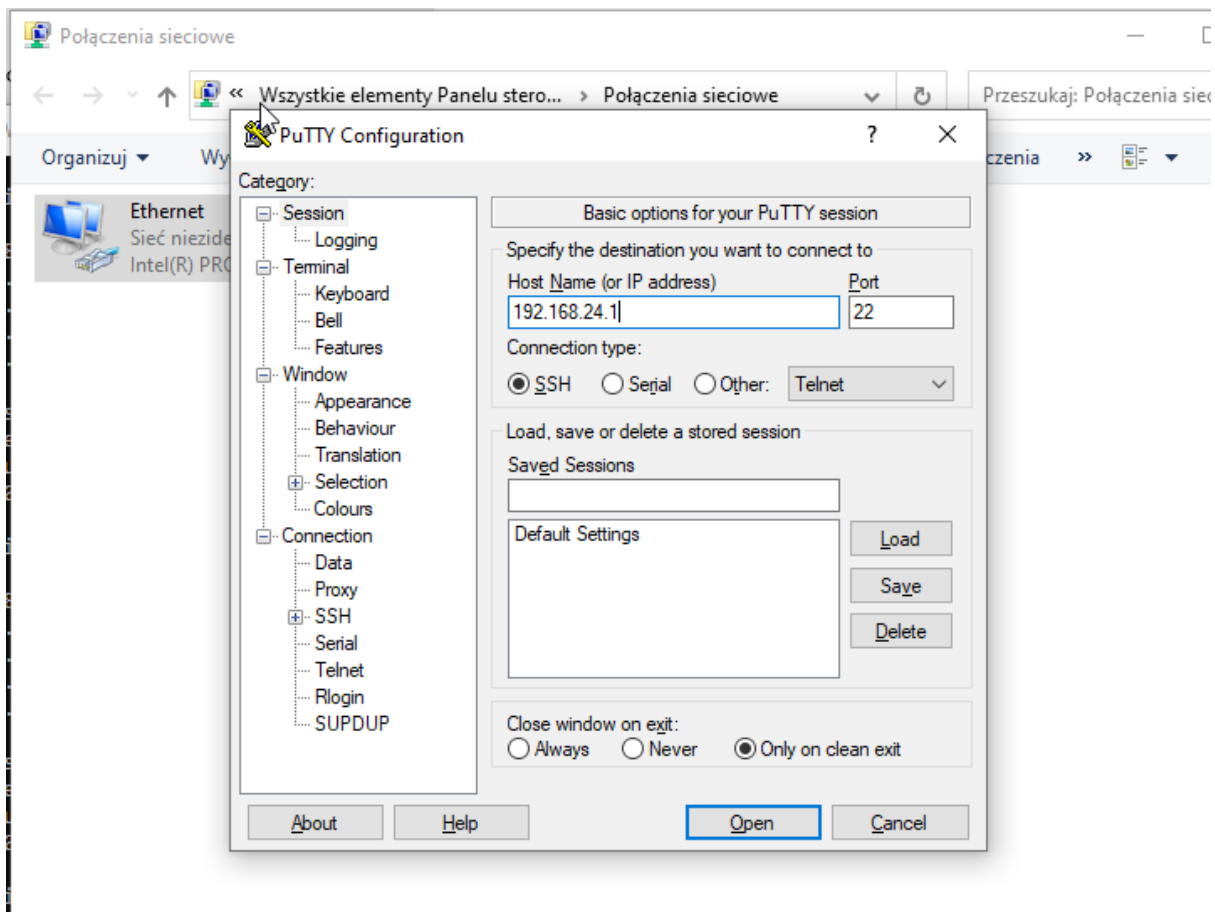 Połączenia sieciowe
« Wszystkie elementy Panelu stero... > Połączenia sieciowe
Przeszukaj: Połączenia siec
Organizuj
Wy
czenia »
Ethernet
Sieć niezide
Intel(R) PRO
PuTTY Configuration
? ×
Category:
Session
Logging
Terminal
Keyboard
Bell
Features
Window
Appearance
Behaviour
Translation
Selection
Colours
Connection
Data
Proxy
SSH
Serial
Telnet
Rlogin
SUPDUP
Basic options for your PuTTY session
Specify the destination you want to connect to
Host Name (or IP address) Port
192.168.24.1 22
Connection type:
SSH Serial Other: Telnet
Load, save or delete a stored session
Saved Sessions
Default Settings
Load
Save
Delete
Close window on exit:
Always Never Only on clean exit
About Help Open Cancel